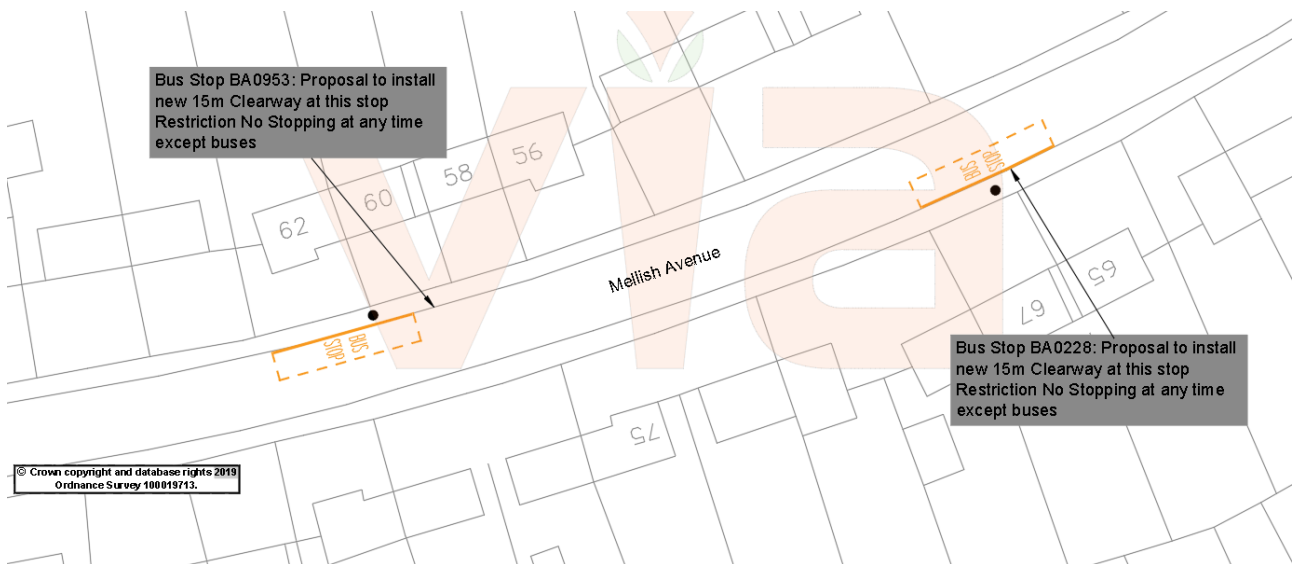 Bus Stop BA0953: Proposal to install
new 15m Clearway at this stop
Restriction No Stopping at any time
except buses
via
56
58
60
62
STOP
BUS
Mellish Avenue
BUS
STOP
65
67
Bus Stop BA0228: Proposal to install
new 15m Clearway at this stop
Restriction No Stopping at any time
except buses
75
© Crown copyright and database rights 2019
Ordnance Survey 100019713.